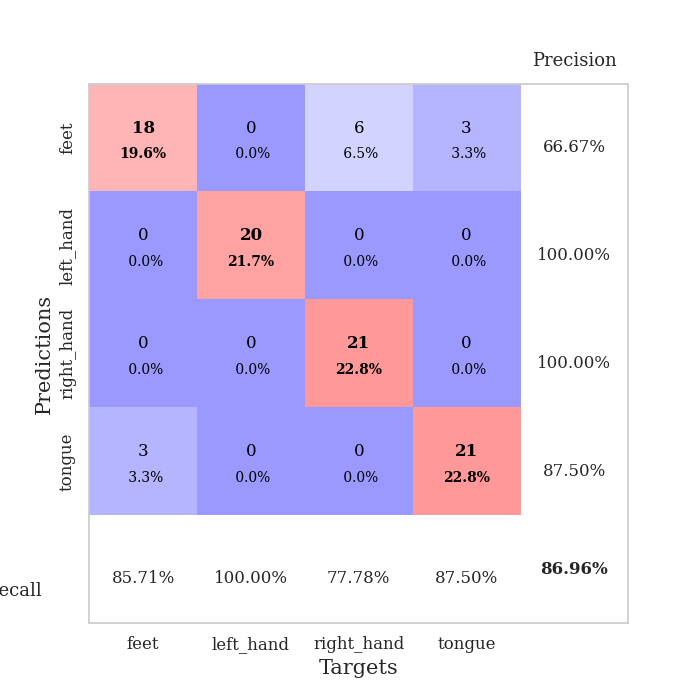 Precision
feet
18 0 6 3
19.6% 0.0% 6.5% 3.3%
66.67%
left_hand
0 20 0 0
0.0% 21.7% 0.0% 0.0%
100.00%
Predictions
right_hand
0 0 21 0
0.0% 0.0% 22.8% 0.0%
100.00%
tongue
3 0 0 21
3.3% 0.0% 0.0% 22.8%
87.50%
ecall
85.71% 100.00% 77.78% 87.50% 86.96%
feet left_hand right_hand tongue
Targets